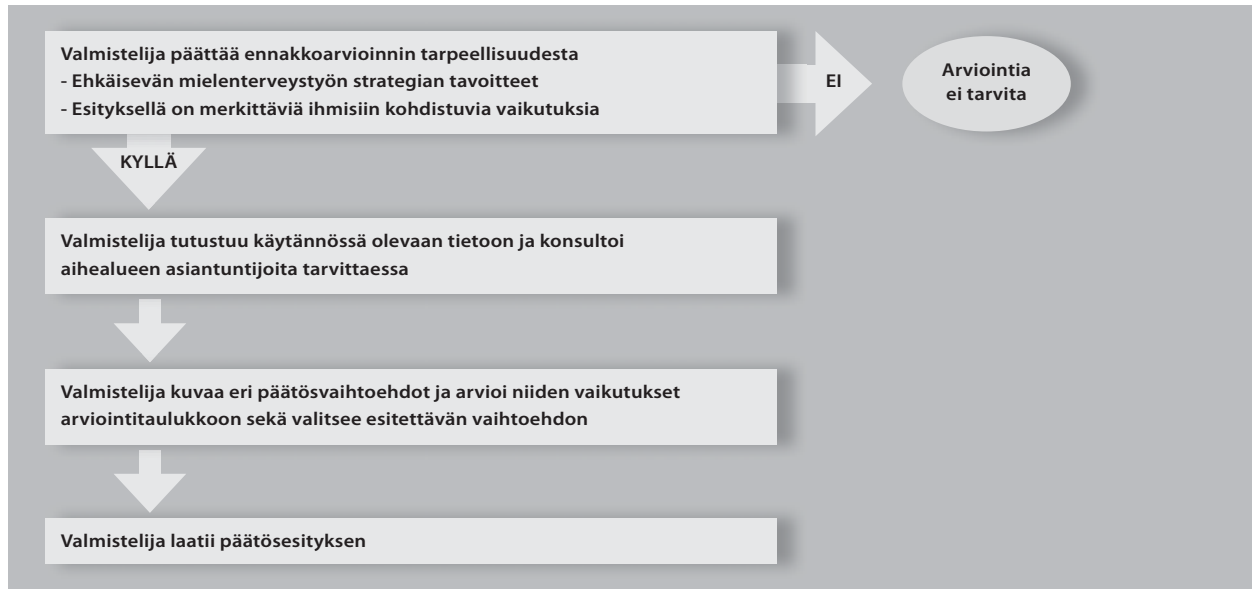 Valmistelija päättää ennakkoarvioinnin tarpeellisuudesta
- Ehkäisevän mielenterveystyön strategian tavoitteet
- Esityksellä on merkittäviä ihmisiin kohdistuvia vaikutuksia
EI
Arviointia
ei tarvita
KYLLÄ
Valmistelija tutustuu käytännössä olevaan tietoon ja konsultoi
aihealueen asiantuntijoita tarvittaessa
Valmistelija kuvaa eri päätösvaihtoehdot ja arvioi niiden vaikutukset
arviointitaulukkoon sekä valitsee esitettävän vaihtoehdon
Valmistelija laatii päätösesityksen